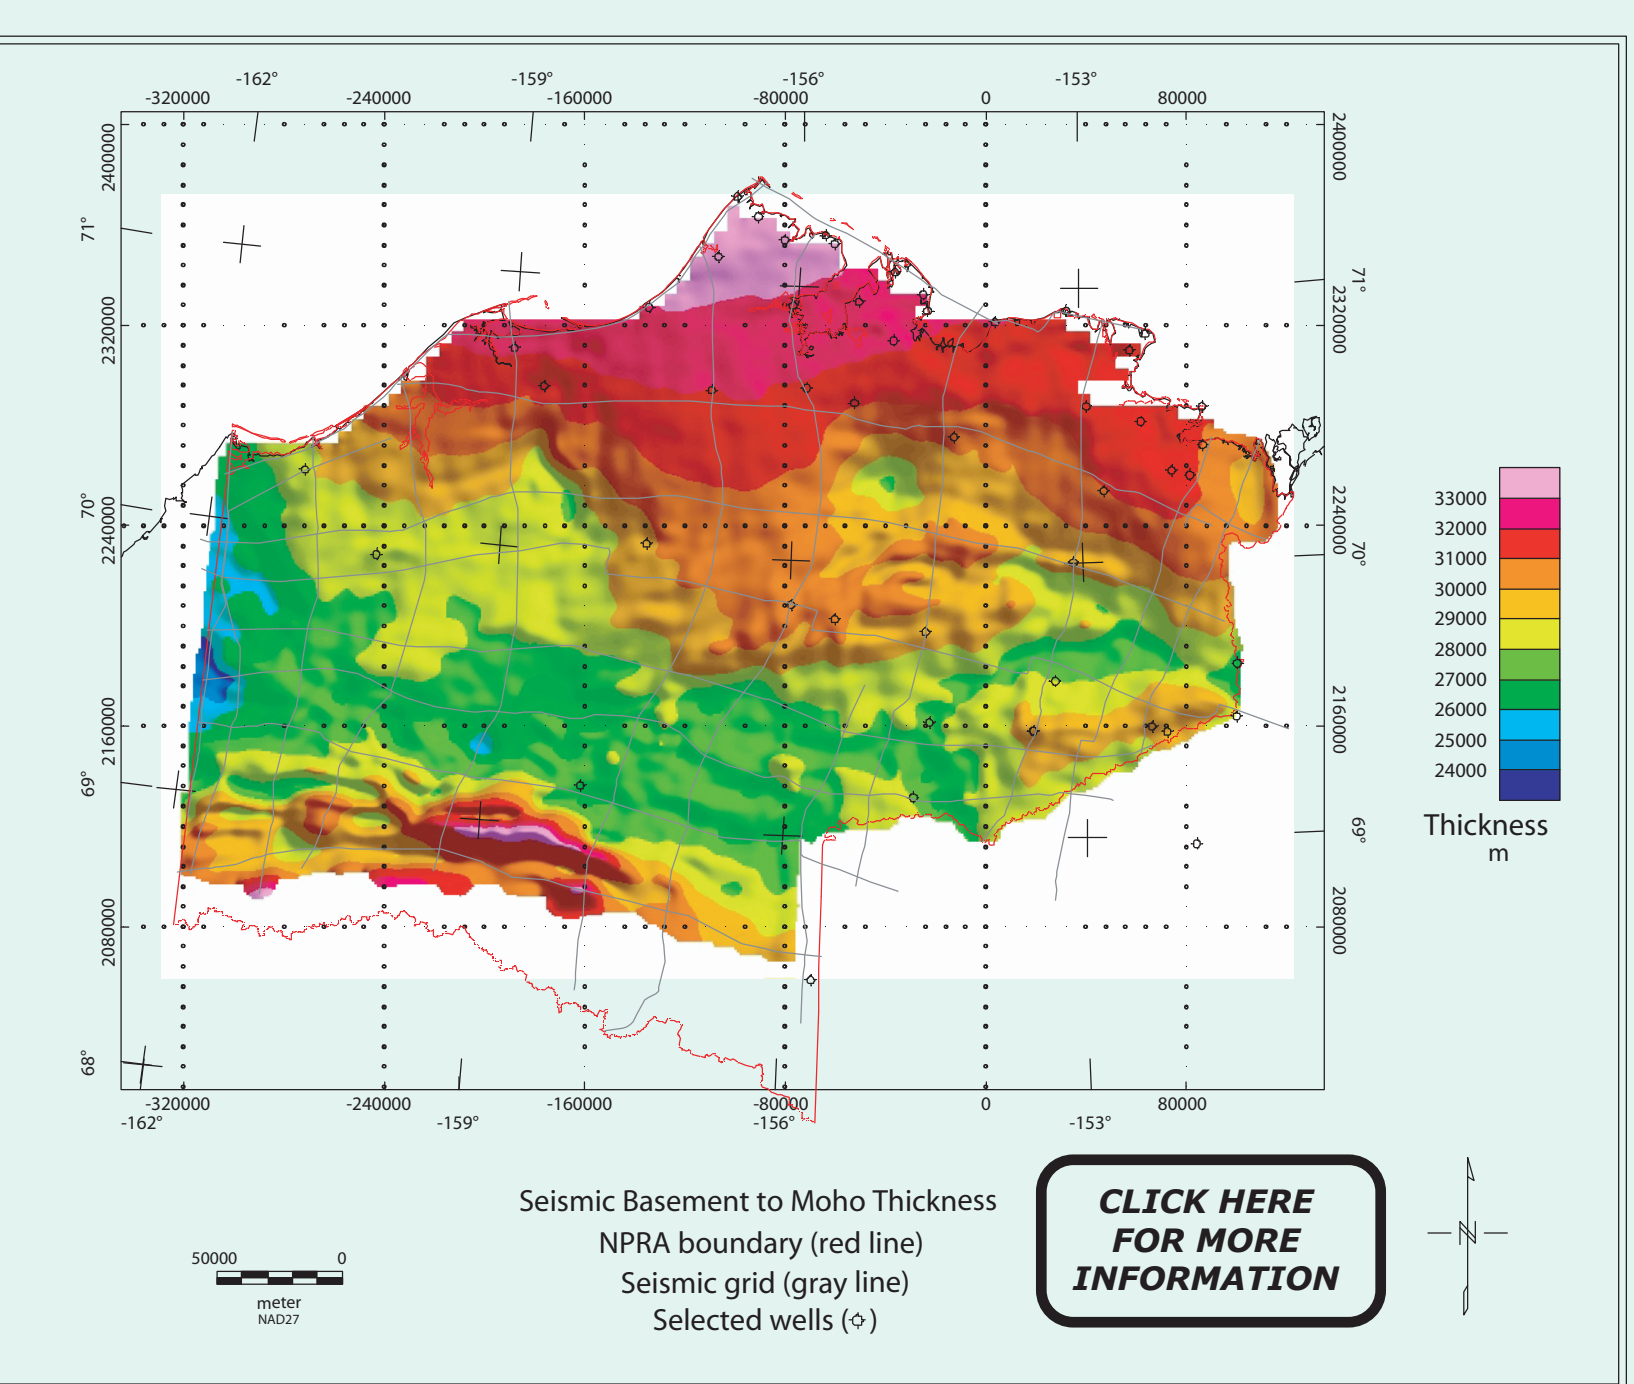 -162° -159° -156° -153°
-320000 -240000 -160000 -80000 0 80000
2400000 2400000
71° 71°
2320000 2320000
70° 70°
2240000 2240000
2160000 2160000
69° 69°
2080000 2080000
68°
-320000 -240000 -160000 -80000 0 80000
-162° -159° -156° -153°
33000
32000
31000
30000
29000
28000
27000
26000
25000
24000
Thickness
m
Seismic Basement to Moho Thickness
NPRA boundary (red line)
Seismic grid (gray line)
Selected wells ( )
50000 0
meter
NAD27
CLICK HERE
FOR MORE
INFORMATION
N